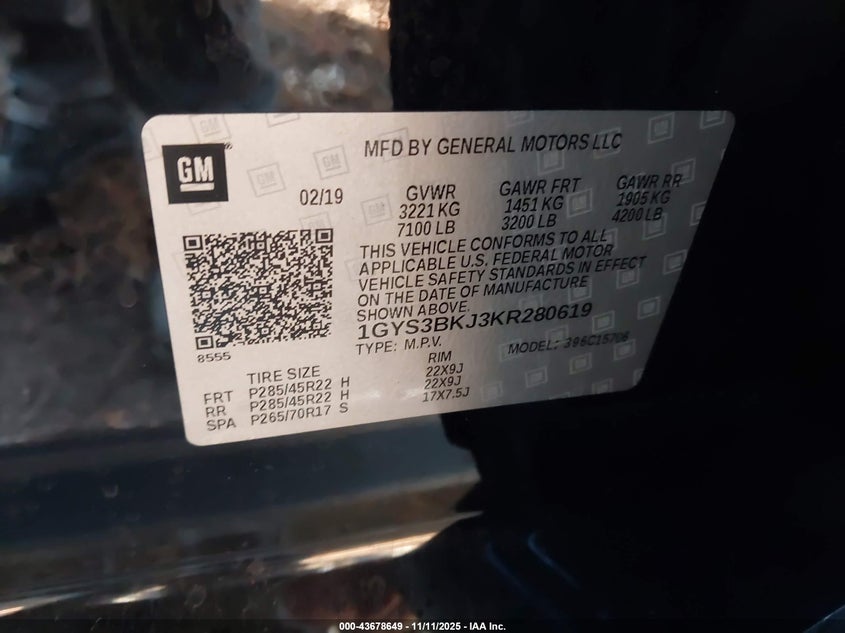 GM
MFD BY GENERAL MOTORS LLC
02/19
GVWR
3221 KG
7100 LB
GAWR FRT
1451 KG
3200 LB
GAWR RR
1905 KG
4200 LB
THIS VEHICLE CONFORMS TO ALL
APPLICABLE U.S. FEDERAL MOTOR
VEHICLE SAFETY STANDARDS IN EFFECT
ON THE DATE OF MANUFACTURE
SHOWN ABOVE.
1GYS3BKJ3KR280619
TYPE: M.P.V.
MODEL: 396C15706
8555
TIRE SIZE RIM
FRT P285/45R22 H 22X9J
RR P285/45R22 H 22X9J
SPA P265/70R17 S 17X7.5J
000-43678649 - 11/11/2025 - IAA Inc.